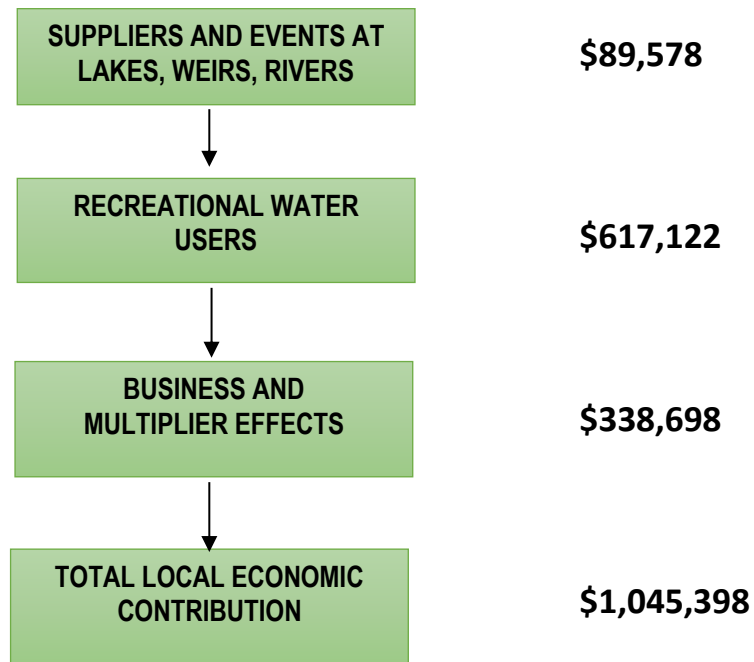 SUPPLIERS AND EVENTS AT
LAKES, WEIRS, RIVERS
$89,578
RECREATIONAL WATER
USERS
$617,122
BUSINESS AND
MULTIPLIER EFFECTS
$338,698
TOTAL LOCAL ECONOMIC
CONTRIBUTION
$1,045,398